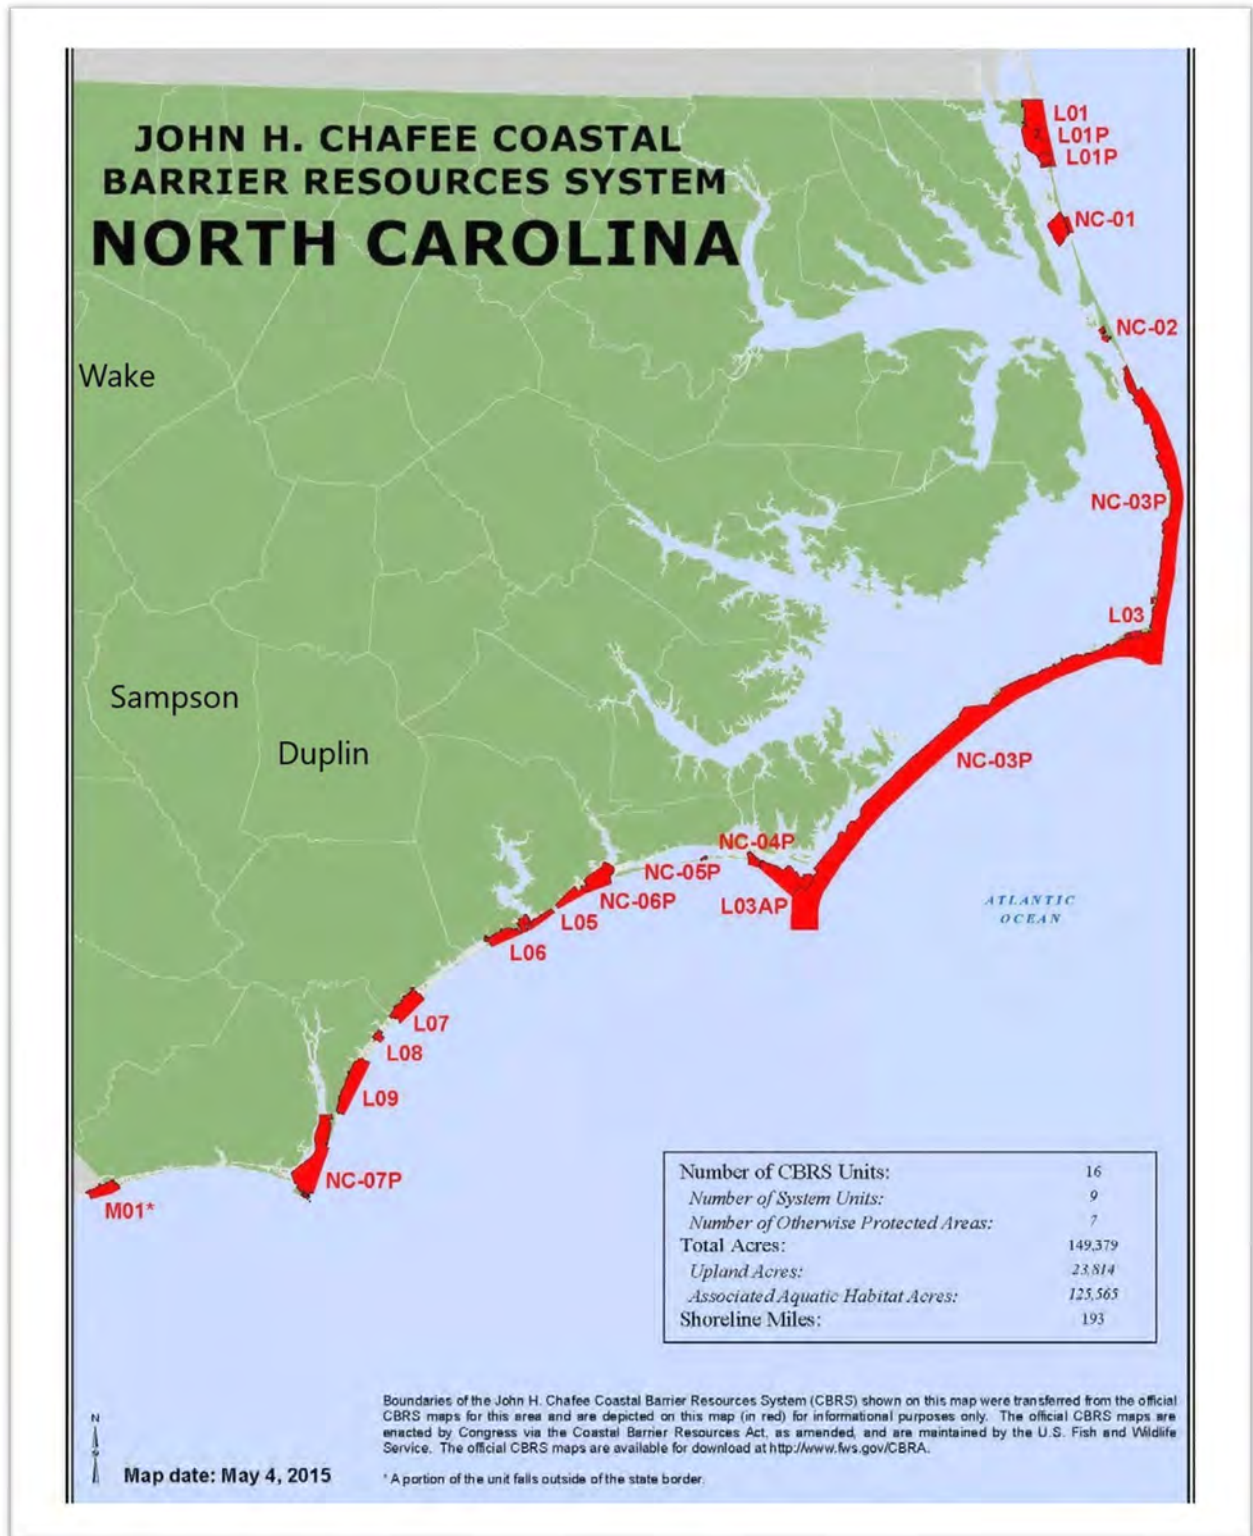 JOHN H. CHAFEE COASTAL
BARRIER RESOURCES SYSTEM
NORTH CAROLINA
L01
L01P
L01P
NC-01
NC-02
Wake
NC-03P
L03
Sampson
Duplin
NC-03P
NC-04P
NC-05P
NC-06P
L03AP
L05
L06
ATLANTIC
OCEAN
L07
L08
L09
NC-07P
M01*
Number of CBRS Units: 16
Number of System Units: 9
Number of Otherwise Protected Areas: 7
Total Acres: 149,379
Upland Acres: 23,814
Associated Aquatic Habitat Acres: 125,565
Shoreline Miles: 193
Boundaries of the John H. Chafee Coastal Barrier Resources System (CBRS) shown on this map were transferred from the official
CBRS maps for this area and are depicted on this map (in red) for informational purposes only. The official CBRS maps are
enacted by Congress via the Coastal Barrier Resources Act, as amended, and are maintained by the U.S. Fish and Wildlife
Service. The official CBRS maps are available for download at http://www.fws.gov/CBRA.
N
Map date: May 4, 2015
* A portion of the unit falls outside of the state border.